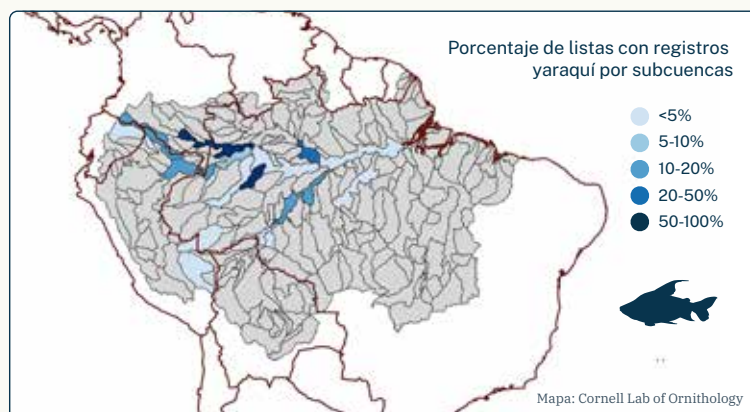 Porcentaje de listas con registros
yaraquí por subcuencas
<5%
5-10%
10-20%
20-50%
50-100%
Mapa: Cornell Lab of Ornithology